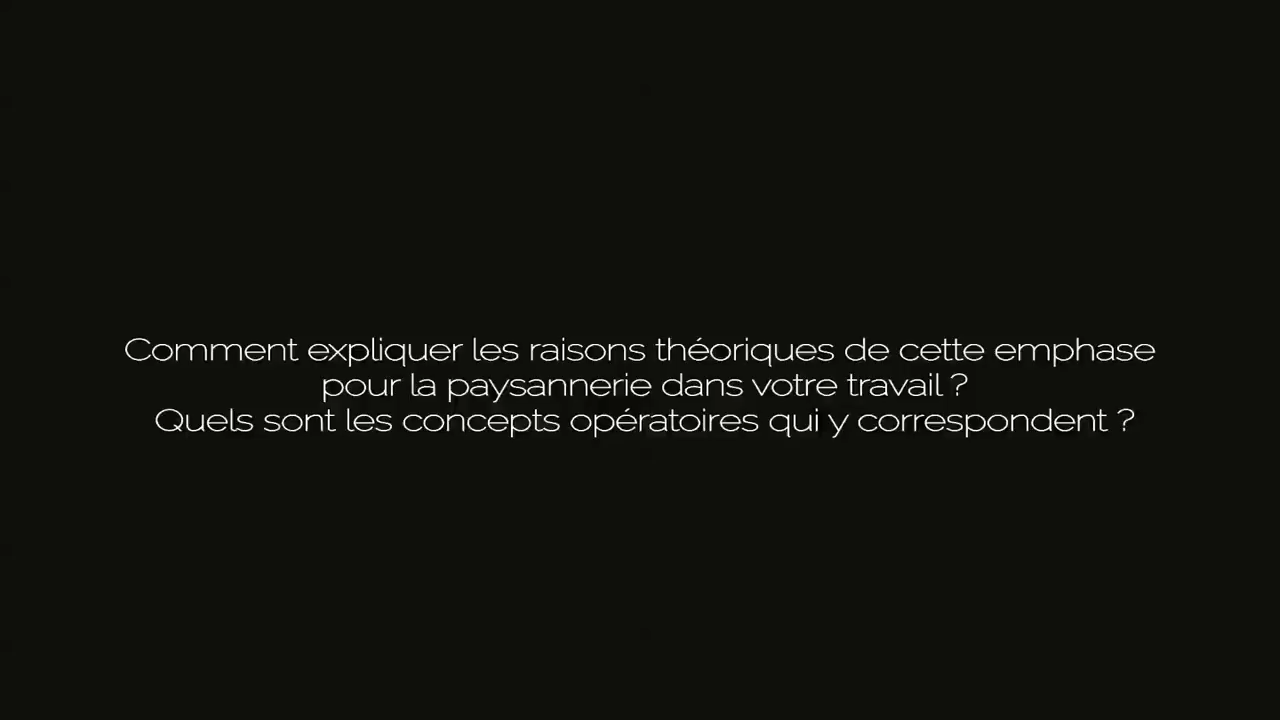 Comment expliquer les raisons théoriques de cette emphase
pour la paysannerie dans votre travail ?
Quels sont les concepts opératoires qui y correspondent ?